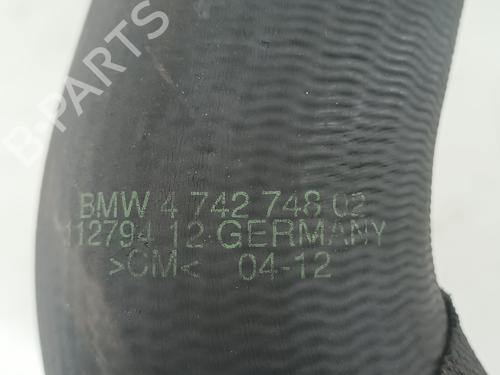 B-PARTS
BMW 4 742 748 02
112794 12 GERMANY
>CM< 04-12